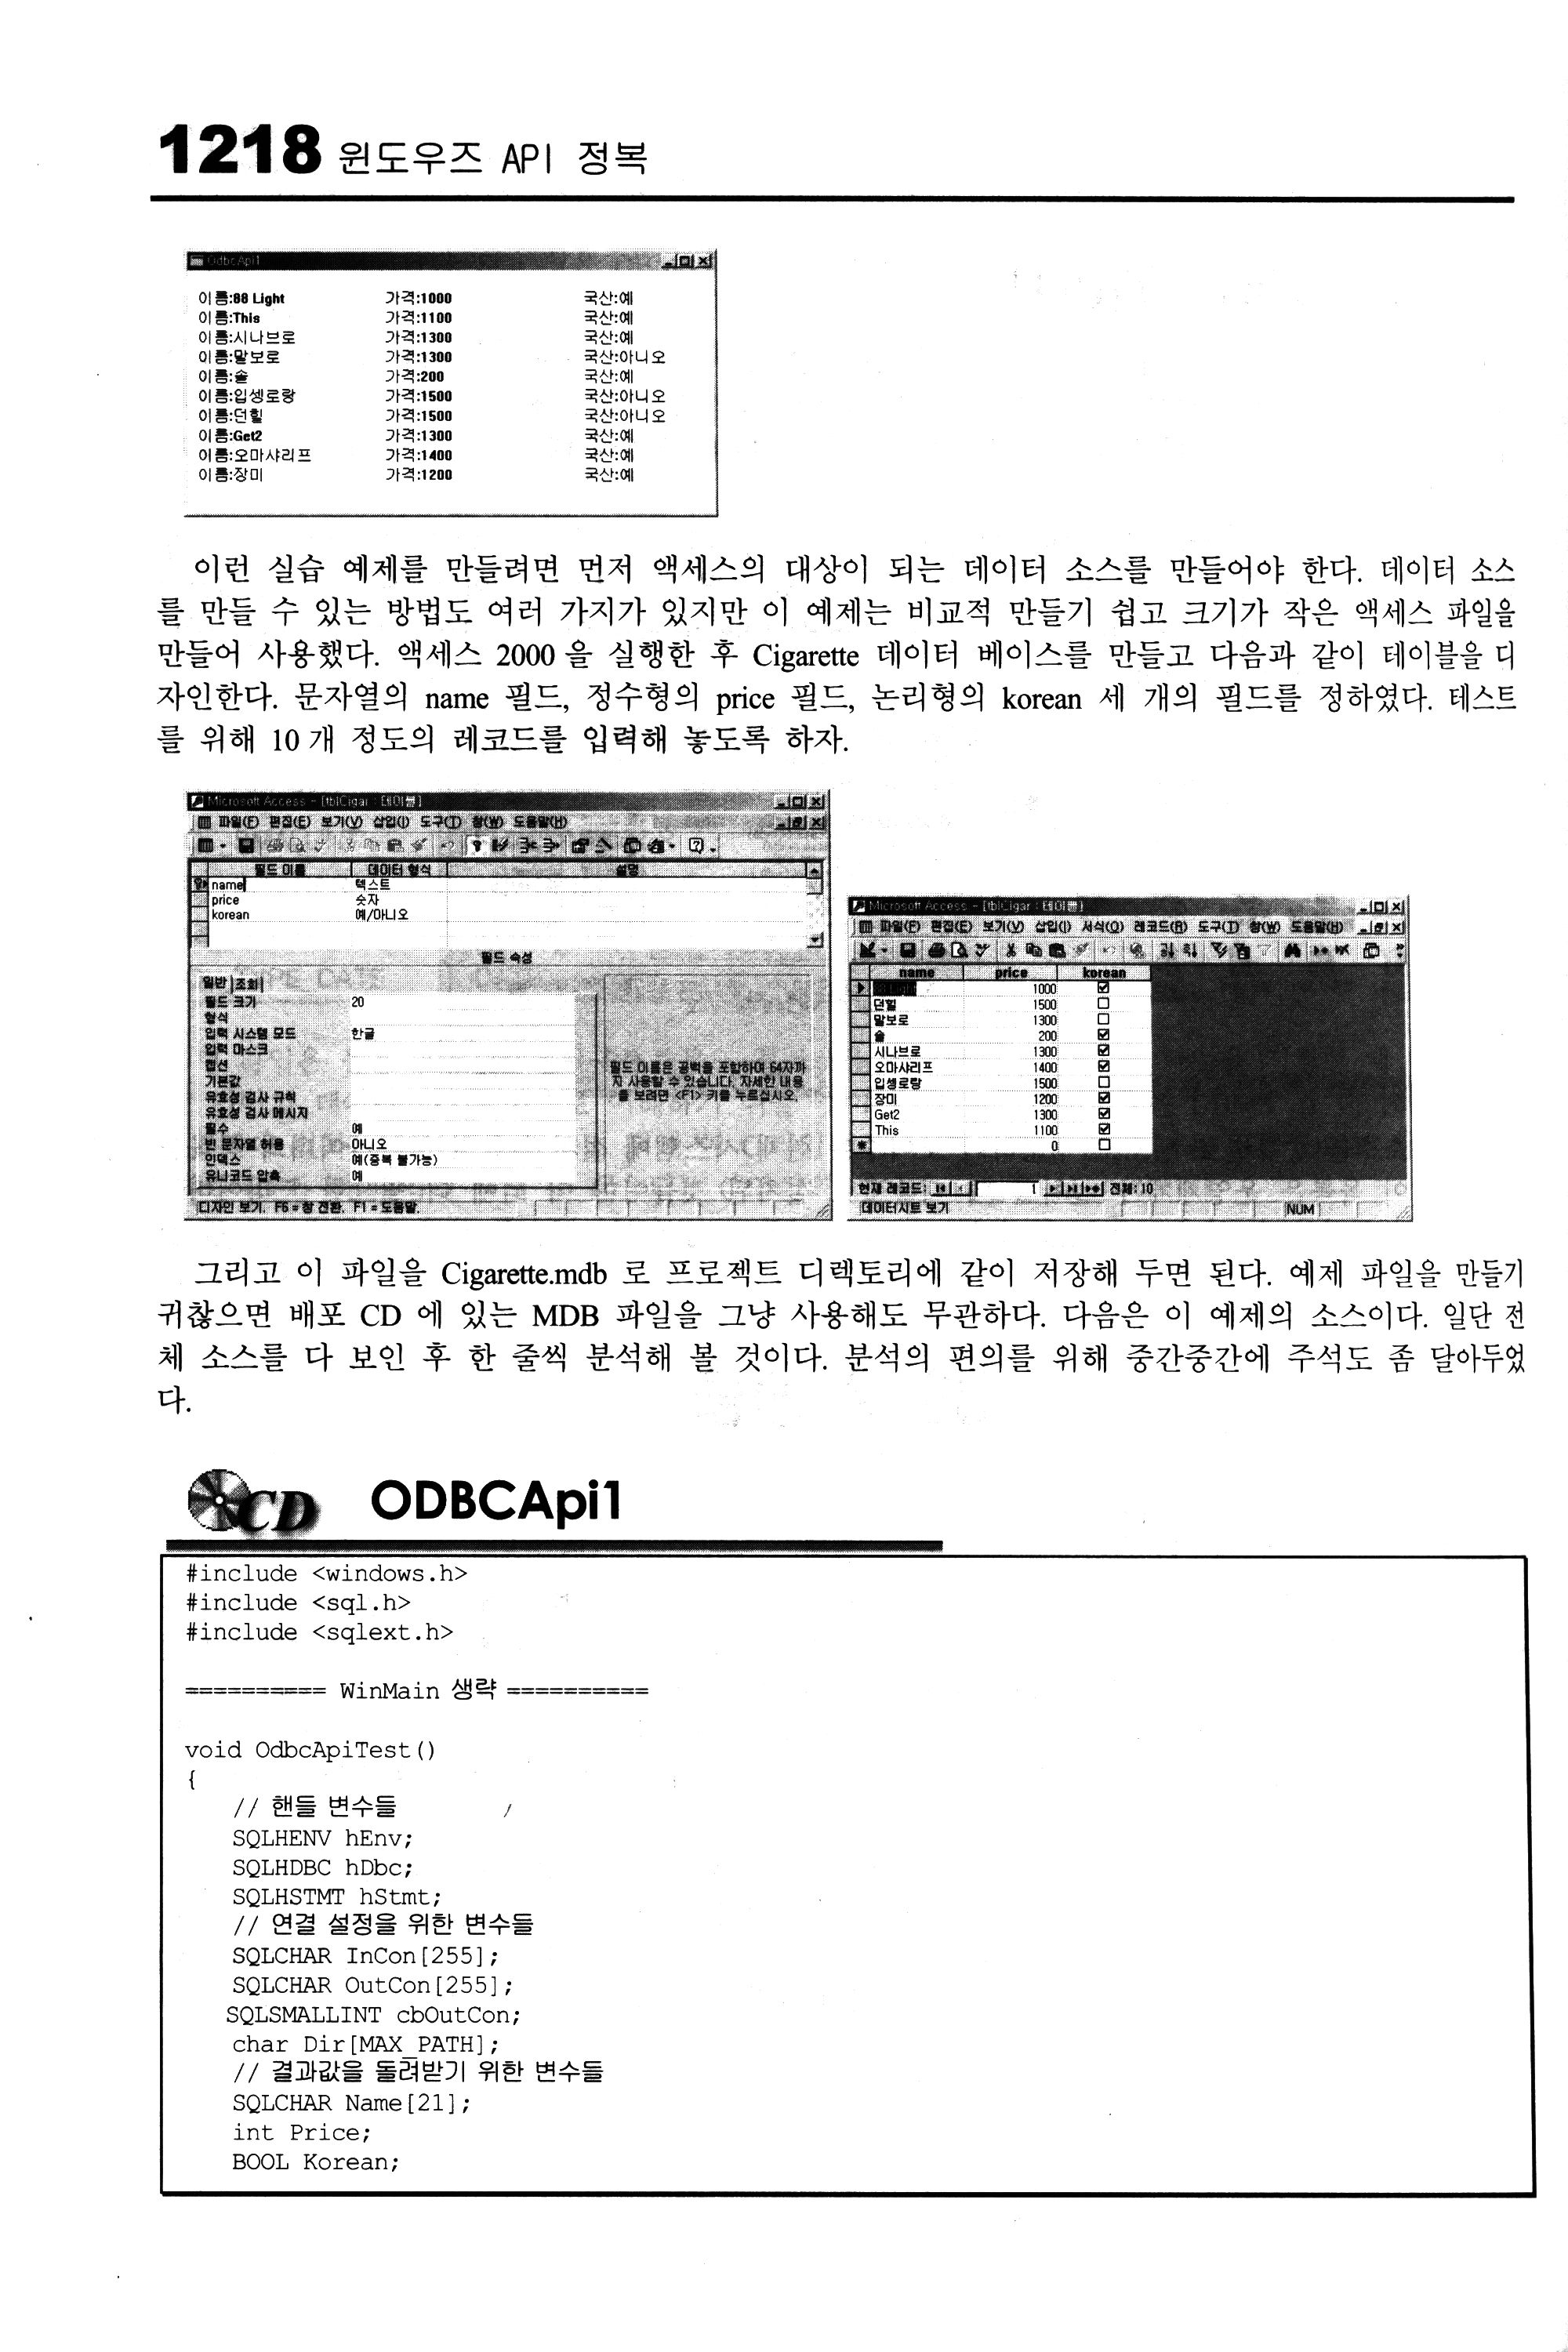 1218 윈도우즈 API 정복
OdbcApi1
이름:88 Light 가격:1000 국산:예
이름:This 가격:1100 국산:예
이름:시나브로 가격:1300 국산:예
이름:말보로 가격:1300 국산:아니오
이름:솔 가격:200 국산:예
이름:입셍로랑 가격:1500 국산:아니오
이름:던힐 가격:1500 국산:아니오
이름:Get2 가격:1300 국산:예
이름:오마샤리프 가격:1400 국산:예
이름:장미 가격:1200 국산:예
이런 실습 예제를 만들려면 먼저 액세스의 대상이 되는 데이터 소스를 만들어야 한다. 데이터 소스
를 만들 수 있는 방법도 여러 가지가 있지만 이 예제는 비교적 만들기 쉽고 크기가 작은 액세스 파일을
만들어 사용했다. 액세스 2000 을 실행한 후 Cigarette 데이터 베이스를 만들고 다음과 같이 테이블을 디
자인한다. 문자열의 name 필드, 정수형의 price 필드, 논리형의 korean 세 개의 필드를 정하였다. 테스트
를 위해 10 개 정도의 레코드를 입력해 놓도록 하자.
Microsoft Access - [tblCigar : 테이블]
파일(F) 편집(E) 보기(V) 삽입(I) 도구(T) 창(W) 도움말(H)
필드 이름 데이터 형식 설명
name 텍스트
price 숫자
korean 예/아니오
필드 속성
일반 조회
필드 크기 20
형식
입력 시스템 모드 한글
입력 마스크
캡션
기본값
유효성 검사 규칙
유효성 검사 메시지
필수 예
빈 문자열 허용 아니오
인덱스 예(중복 불가능)
유니코드 압축 예
필드 이름은 공백을 포함하여 64자까
지 사용할 수 있습니다. 자세한 내용
을 보려면 <F1> 키를 누르십시오.
디자인 보기. F6 = 창 전환. F1 = 도움말.
Microsoft Access - [tblCigar : 테이블]
파일(F) 편집(E) 보기(V) 삽입(I) 서식(O) 레코드(R) 도구(T) 창(W) 도움말(H)
name price korean
1000
던힐 1500
말보로 1300
솔 200
시나브로 1300
오마샤리프 1400
입셍로랑 1500
장미 1200
Get2 1300
This 1100
0
현재 레코드: 1 전체: 10
데이터시트 보기 NUM
그리고 이 파일을 Cigarette.mdb 로 프로젝트 디렉토리에 같이 저장해 두면 된다. 예제 파일을 만들기
귀찮으면 배포 CD 에 있는 MDB 파일을 그냥 사용해도 무관하다. 다음은 이 예제의 소스이다. 일단 전
체 소스를 다 보인 후 한 줄씩 분석해 볼 것이다. 분석의 편의를 위해 중간중간에 주석도 좀 달아두었
다.
CD ODBCApi1
#include <windows.h>
#include <sql.h>
#include <sqlext.h>
========== WinMain 생략 ==========
void OdbcApiTest()
{
// 핸들 변수들
SQLHENV hEnv;
SQLHDBC hDbc;
SQLHSTMT hStmt;
// 연결 설정을 위한 변수들
SQLCHAR InCon[255];
SQLCHAR OutCon[255];
SQLSMALLINT cbOutCon;
char Dir[MAX_PATH];
// 결과값을 돌려받기 위한 변수들
SQLCHAR Name[21];
int Price;
BOOL Korean;